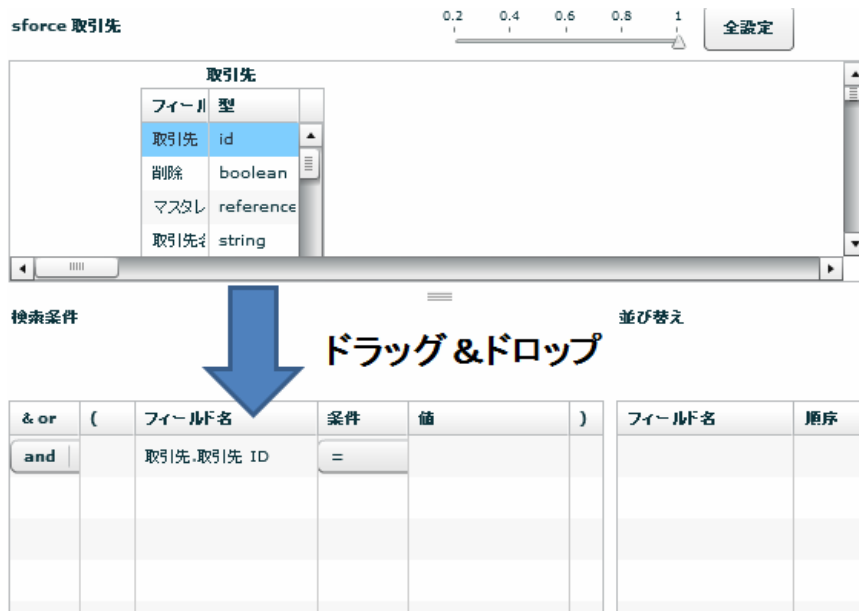 sforce 取引先
0.2 0.4 0.6 0.8 1
全設定
取引先
フィール 型
取引先 id
削除 boolean
マスタレ reference
取引先 string
ドラッグ&ドロップ
検索条件 並び替え
& or ( フィールド名 条件 値 ) フィールド名 順序
and 取引先.取引先 ID =